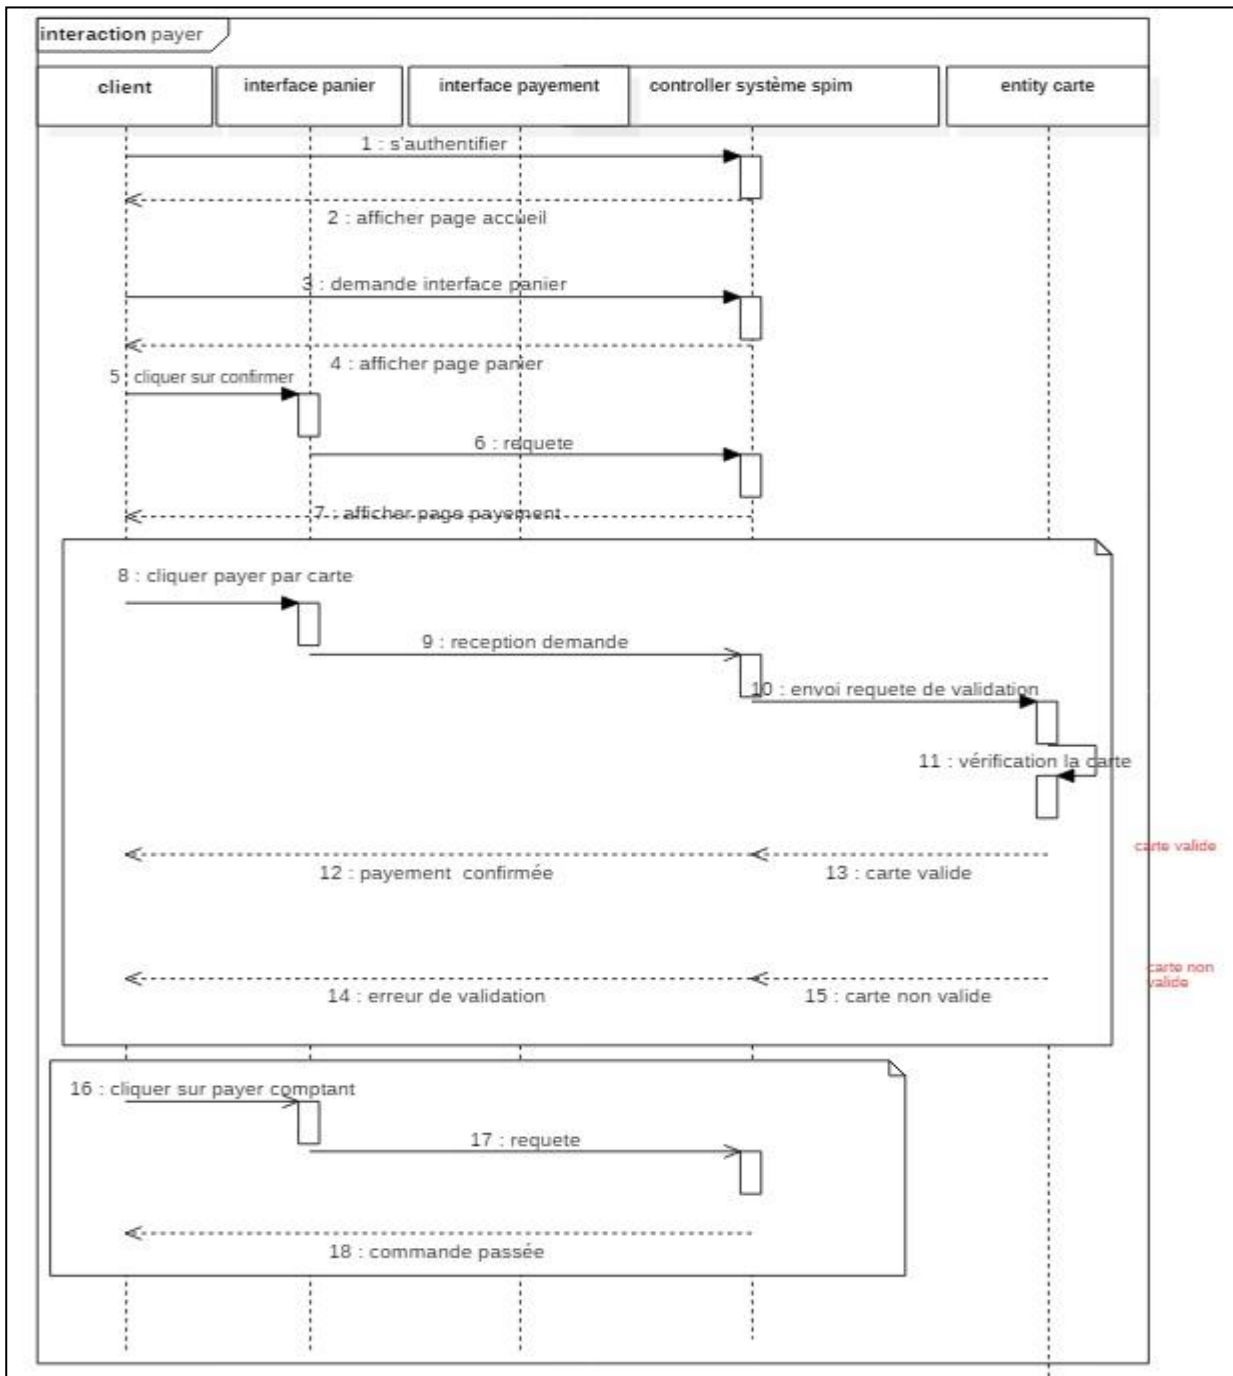 interaction payer
client
interface panier
interface payement
controller système spim
entity carte
1 : s'authentifier
2 : afficher page accueil
3 : demande interface panier
4 : afficher page panier
5 : cliquer sur confirmer
6 : requete
7 : afficher page payement
8 : cliquer payer par carte
9 : reception demande
10 : envoi requete de validation
11 : vérification la carte
carte valide
12 : payement confirmée
13 : carte valide
carte non
valide
14 : erreur de validation
15 : carte non valide
16 : cliquer sur payer comptant
17 : requete
18 : commande passée